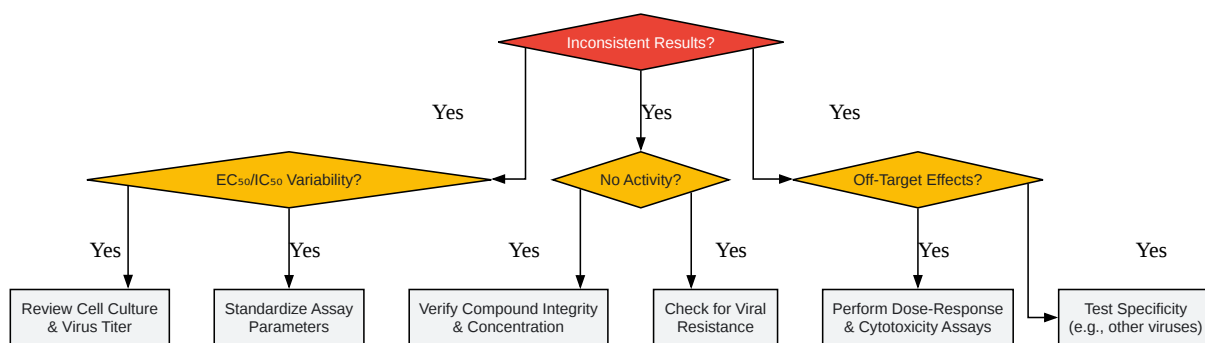 Inconsistent Results?
Yes
Yes
Yes
EC₅₀/IC₅₀ Variability?
No Activity?
Off-Target Effects?
Yes
Yes
Yes
Yes
Yes
Yes
Review Cell Culture
& Virus Titer
Standardize Assay
Parameters
Verify Compound Integrity
& Concentration
Check for Viral
Resistance
Perform Dose-Response
& Cytotoxicity Assays
Test Specificity
(e.g., other viruses)